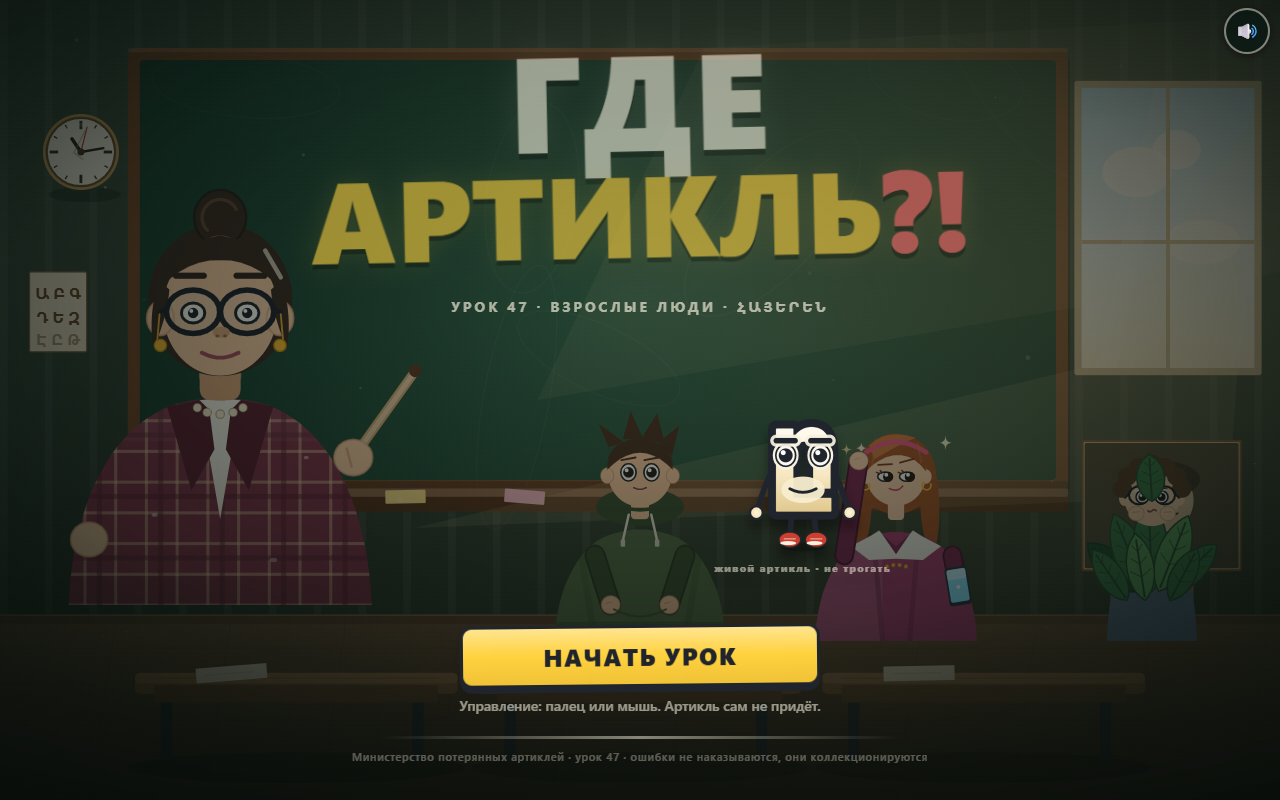 ГДЕ
АРТИКЛЬ?!
УРОК 47 · ВЗРОСЛЫЕ ЛЮДИ · ՀԱՅԵՐԵՆ
Ա Բ Գ
Դ Ե Զ
Է Ը Թ
живой артикль - не трогать
НАЧАТЬ УРОК
Управление: палец или мышь. Артикль сам не придёт.
Министерство потерянных артиклей · урок 47 · ошибки не наказываются, они коллекционируются